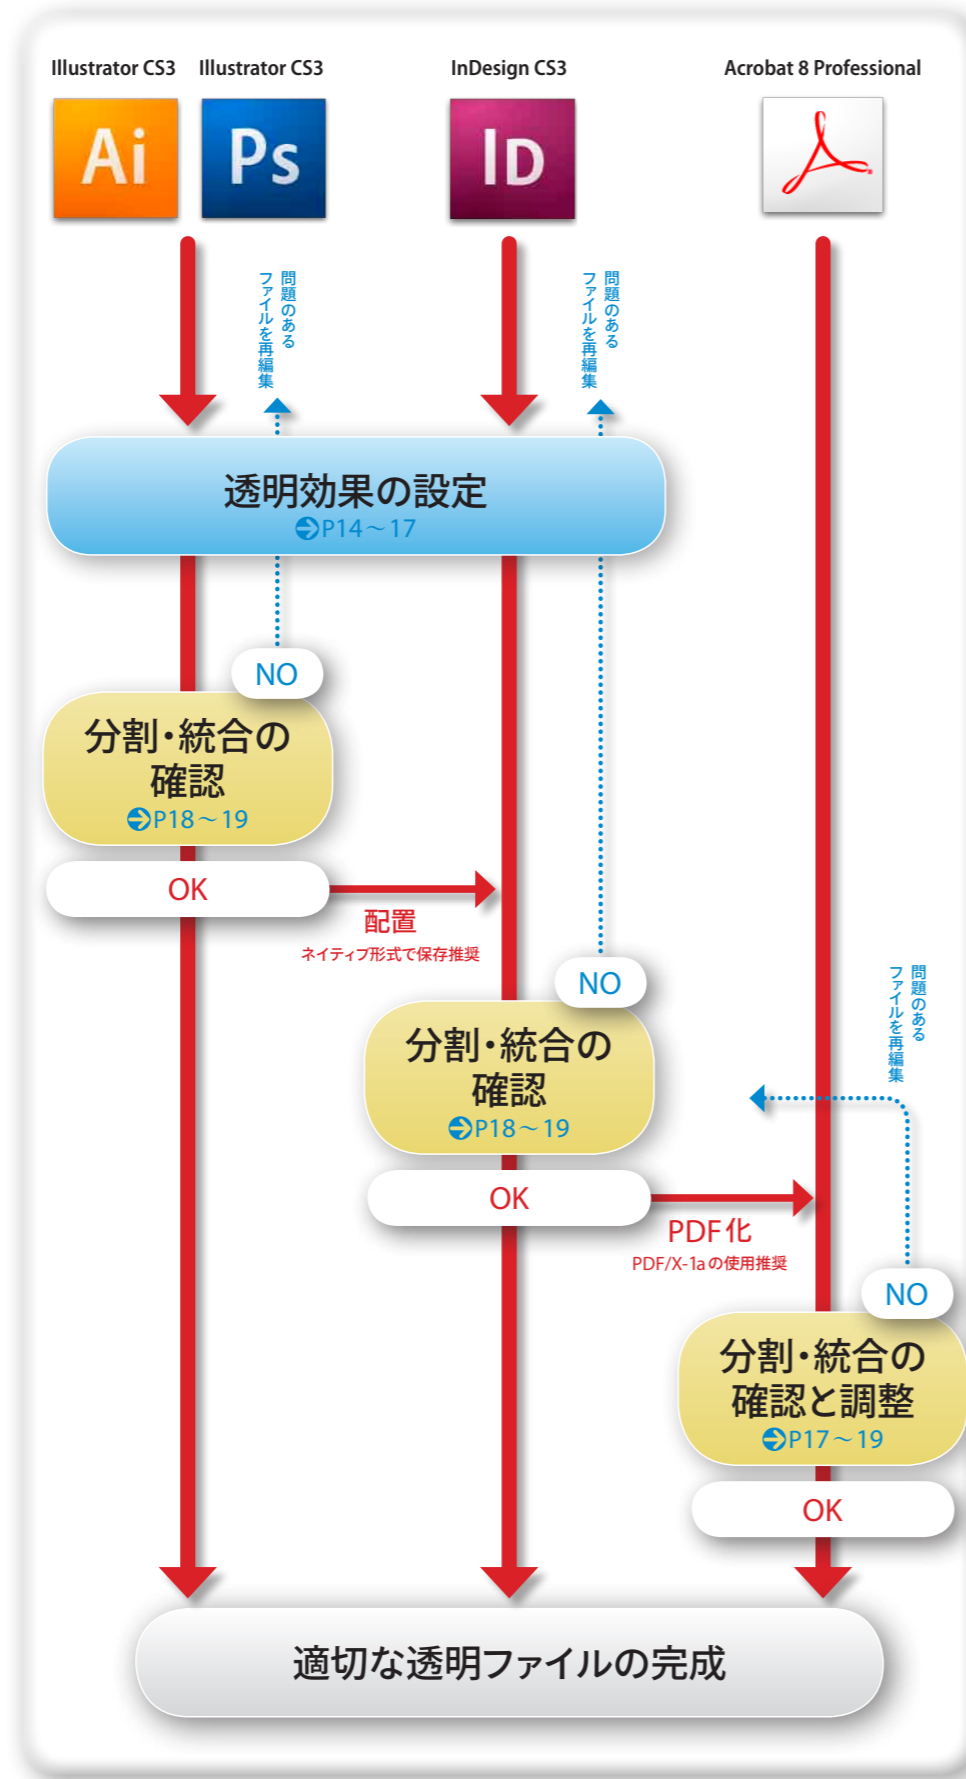 Illustrator CS3
Illustrator CS3
InDesign CS3
Acrobat 8 Professional
Ai
Ps
ID
問題のある
ファイルを再編集
問題のある
ファイルを再編集
透明効果の設定
P14～17
NO
分割・統合の
確認
P18～19
OK
配置
ネイティブ形式で保存推奨
NO
分割・統合の
確認
P18～19
OK
問題のある
ファイルを再編集
PDF化
PDF/X-1aの使用推奨
NO
分割・統合の
確認と調整
P17～19
OK
適切な透明ファイルの完成